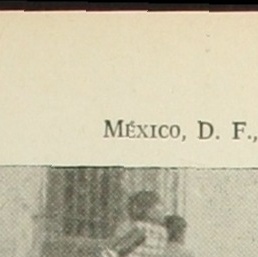 México, D. F.,